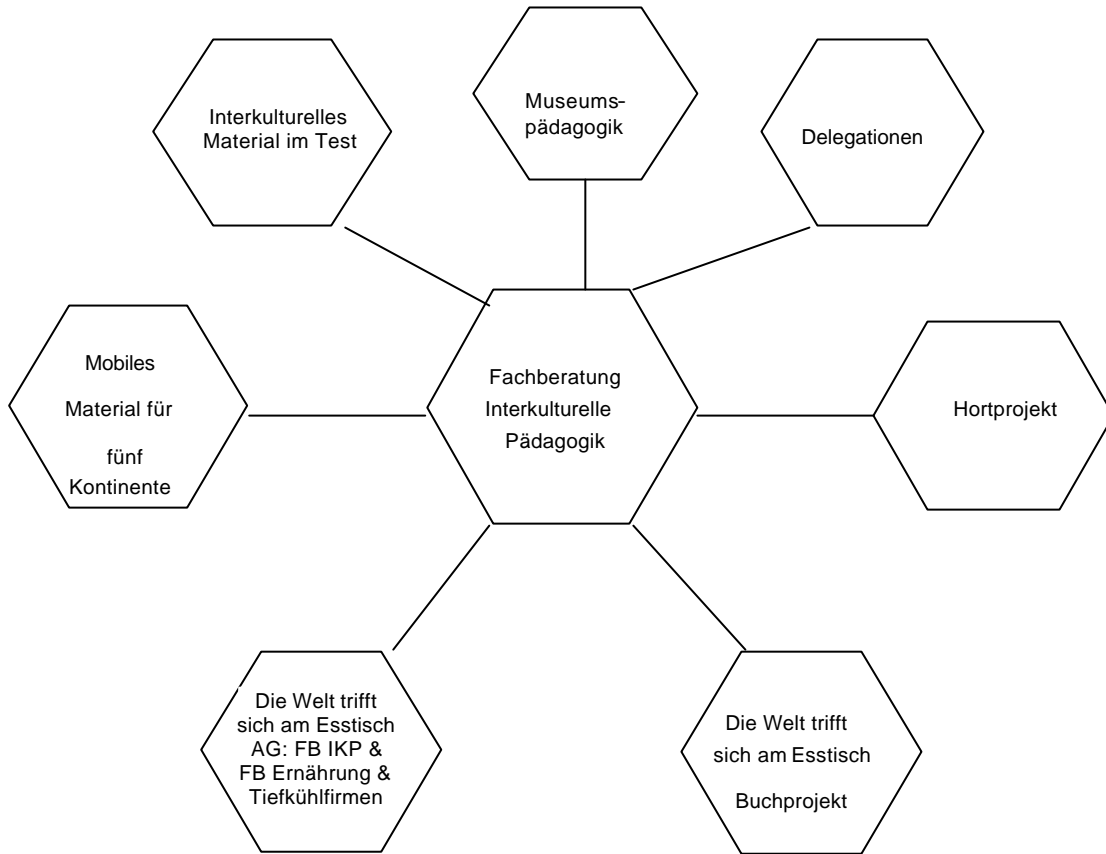 Interkulturelles
Material im Test
Museums-
pädagogik
Delegationen
Mobiles
Material für
fünf
Kontinente
Fachberatung
Interkulturelle
Pädagogik
Hortprojekt
Die Welt trifft
sich am Esstisch
AG: FB IKP &
FB Ernährung &
Tiefkühlfirmen
Die Welt trifft
sich am Esstisch
Buchprojekt